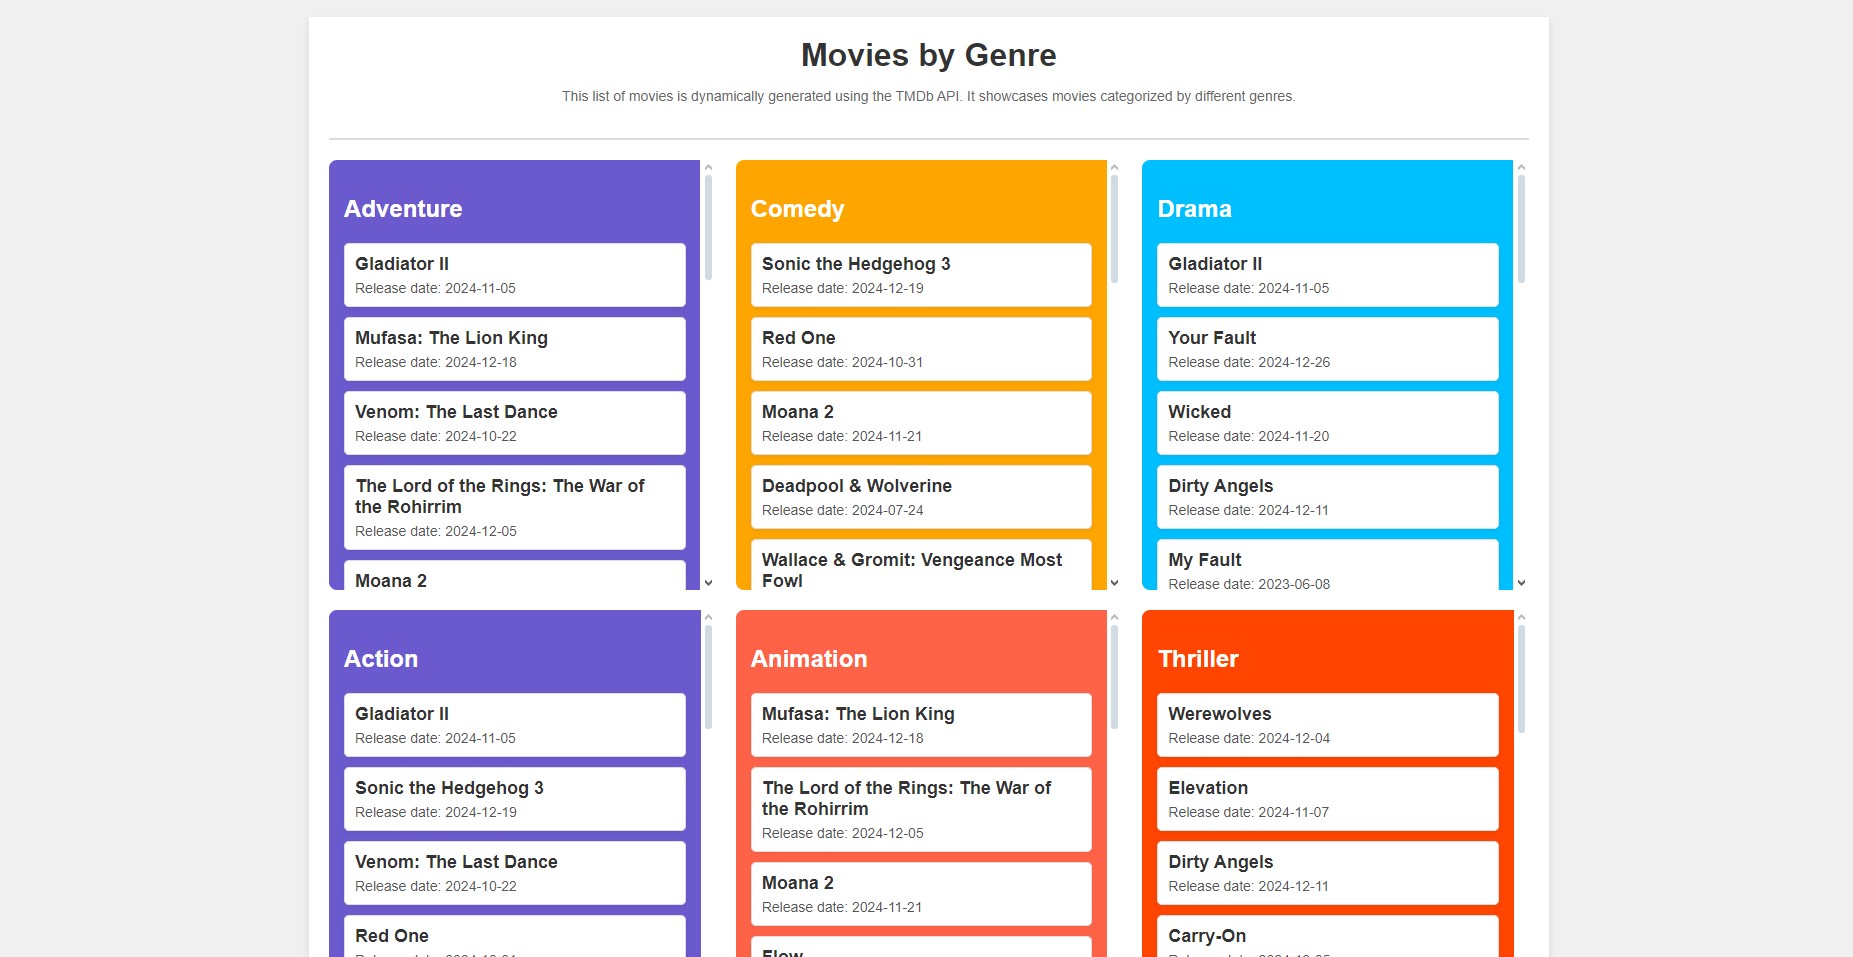 Movies by Genre
This list of movies is dynamically generated using the TMDb API. It showcases movies categorized by different genres.
Adventure
Gladiator II
Release date: 2024-11-05
Mufasa: The Lion King
Release date: 2024-12-18
Venom: The Last Dance
Release date: 2024-10-22
The Lord of the Rings: The War of
the Rohirrim
Release date: 2024-12-05
Moana 2
Comedy
Sonic the Hedgehog 3
Release date: 2024-12-19
Red One
Release date: 2024-10-31
Moana 2
Release date: 2024-11-21
Deadpool & Wolverine
Release date: 2024-07-24
Wallace & Gromit: Vengeance Most
Fowl
Drama
Gladiator II
Release date: 2024-11-05
Your Fault
Release date: 2024-12-26
Wicked
Release date: 2024-11-20
Dirty Angels
Release date: 2024-12-11
My Fault
Release date: 2023-06-08
Action
Gladiator II
Release date: 2024-11-05
Sonic the Hedgehog 3
Release date: 2024-12-19
Venom: The Last Dance
Release date: 2024-10-22
Red One
Animation
Mufasa: The Lion King
Release date: 2024-12-18
The Lord of the Rings: The War of
the Rohirrim
Release date: 2024-12-05
Moana 2
Release date: 2024-11-21
Flow
Thriller
Werewolves
Release date: 2024-12-04
Elevation
Release date: 2024-11-07
Dirty Angels
Release date: 2024-12-11
Carry-On